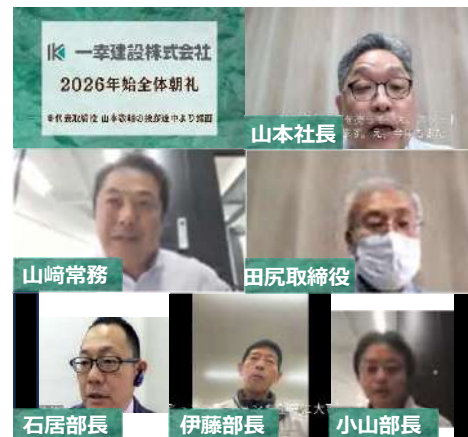 一幸建設株式会社
2026年始全体朝礼
山本社長
山﨑常務
田尻取締役
石居部長
伊藤部長
小山部長